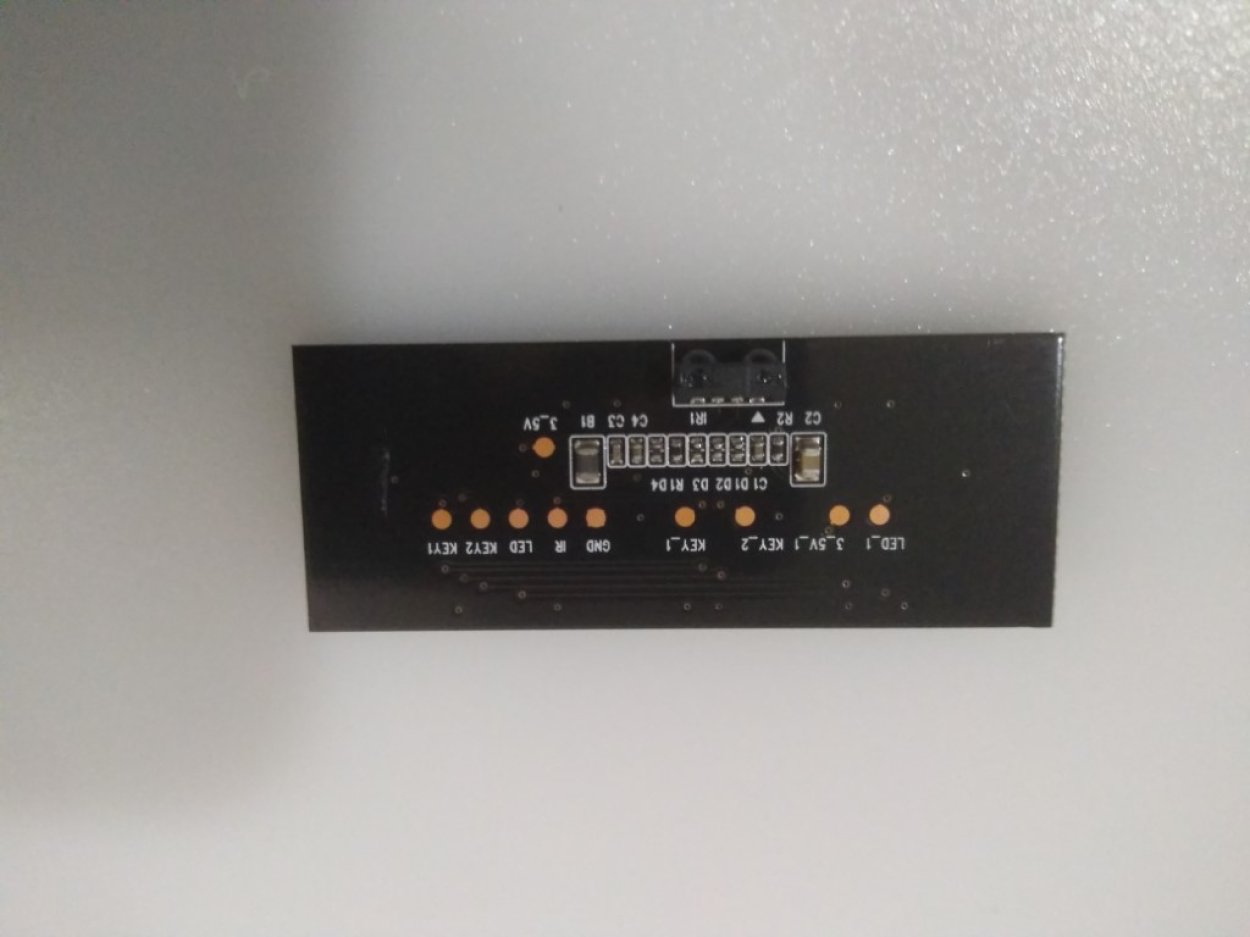 LED_1 3_5V_1 KEY_2 KEY_1 GND IR LED KEY2 KEY1
C1 D1 D2 D3 R1 D4
C2 R2 IR1 C4 C3 B1 3_5V